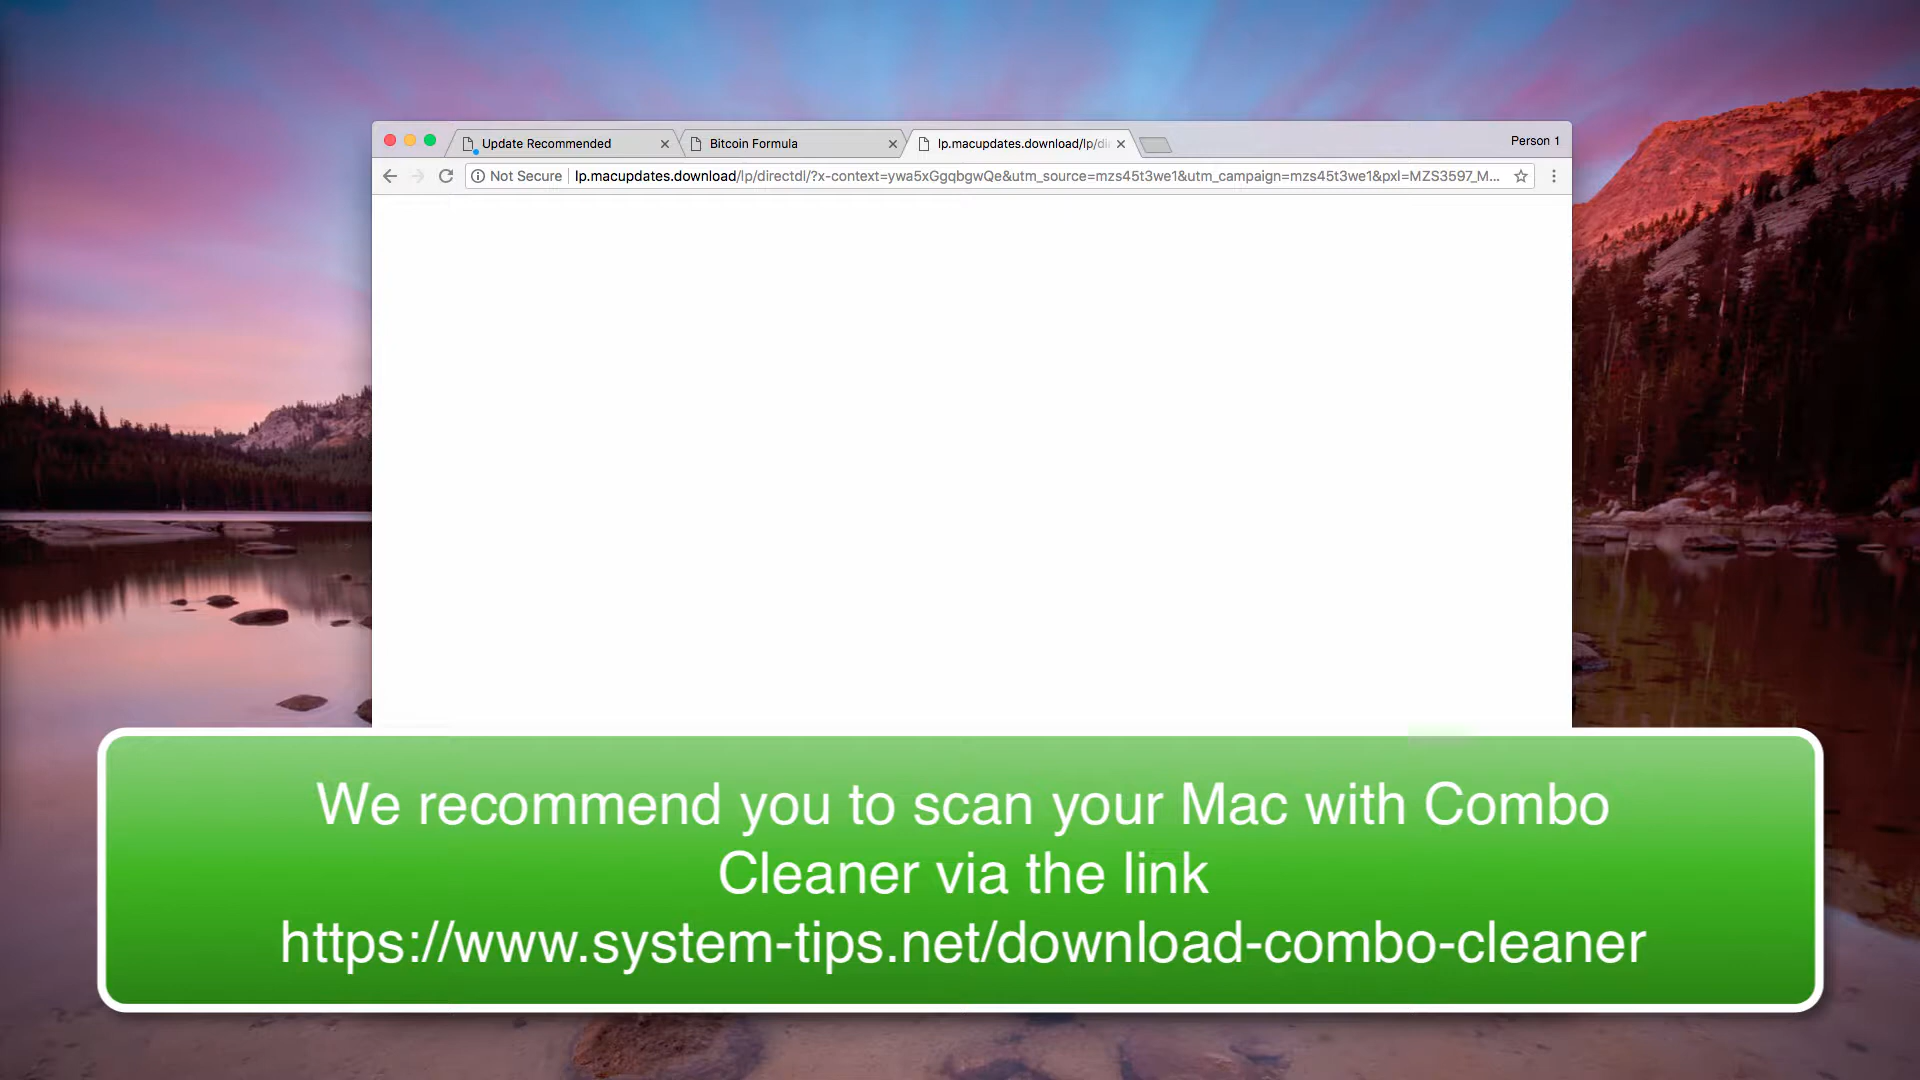 Update Recommended
Bitcoin Formula
lp.macupdates.download/lp/di
Person 1
Not Secure
lp.macupdates.download/lp/directdl/?x-context=ywa5xGgqbgwQe&utm_source=mzs45t3we1&utm_campaign=mzs45t3we1&pxl=MZS3597_M...
We recommend you to scan your Mac with Combo
Cleaner via the link
https://www.system-tips.net/download-combo-cleaner